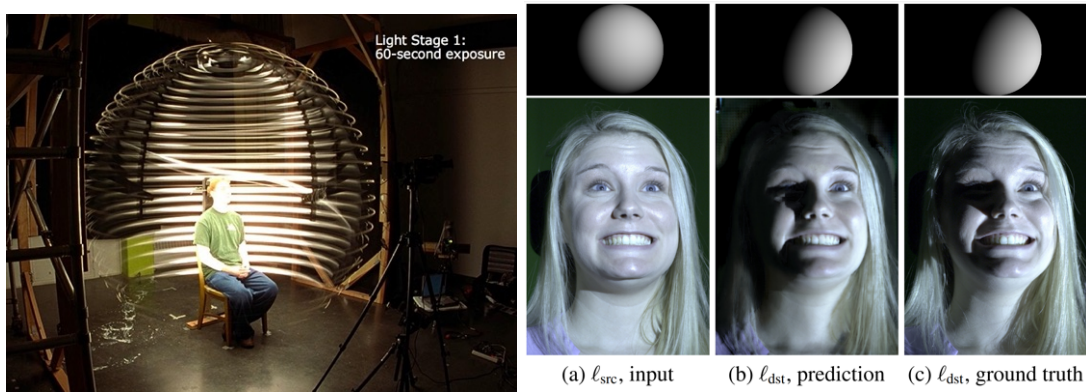 Light Stage 1:
60-second exposure
(a) ℓsrc, input
(b) ℓdst, prediction
(c) ℓdst, ground truth